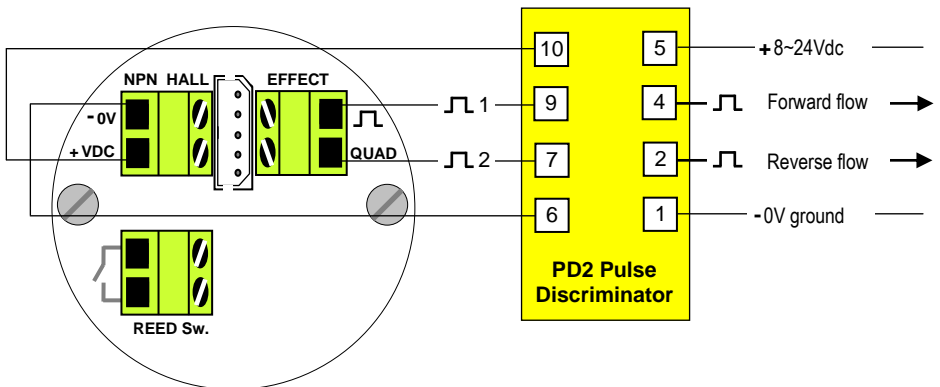 NPN HALL EFFECT
- 0V
+ VDC
QUAD
REED Sw.
1
2
10
9
7
6
5
4
2
1
PD2 Pulse
Discriminator
+ 8~24Vdc
Forward flow
Reverse flow
- 0V ground